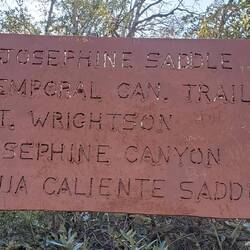 JOSEPHINE SADDLE
EMPORAL CAN. TRAIL
T. WRIGHTSON
SEPHINE CANYON
UA CALIENTE SADD